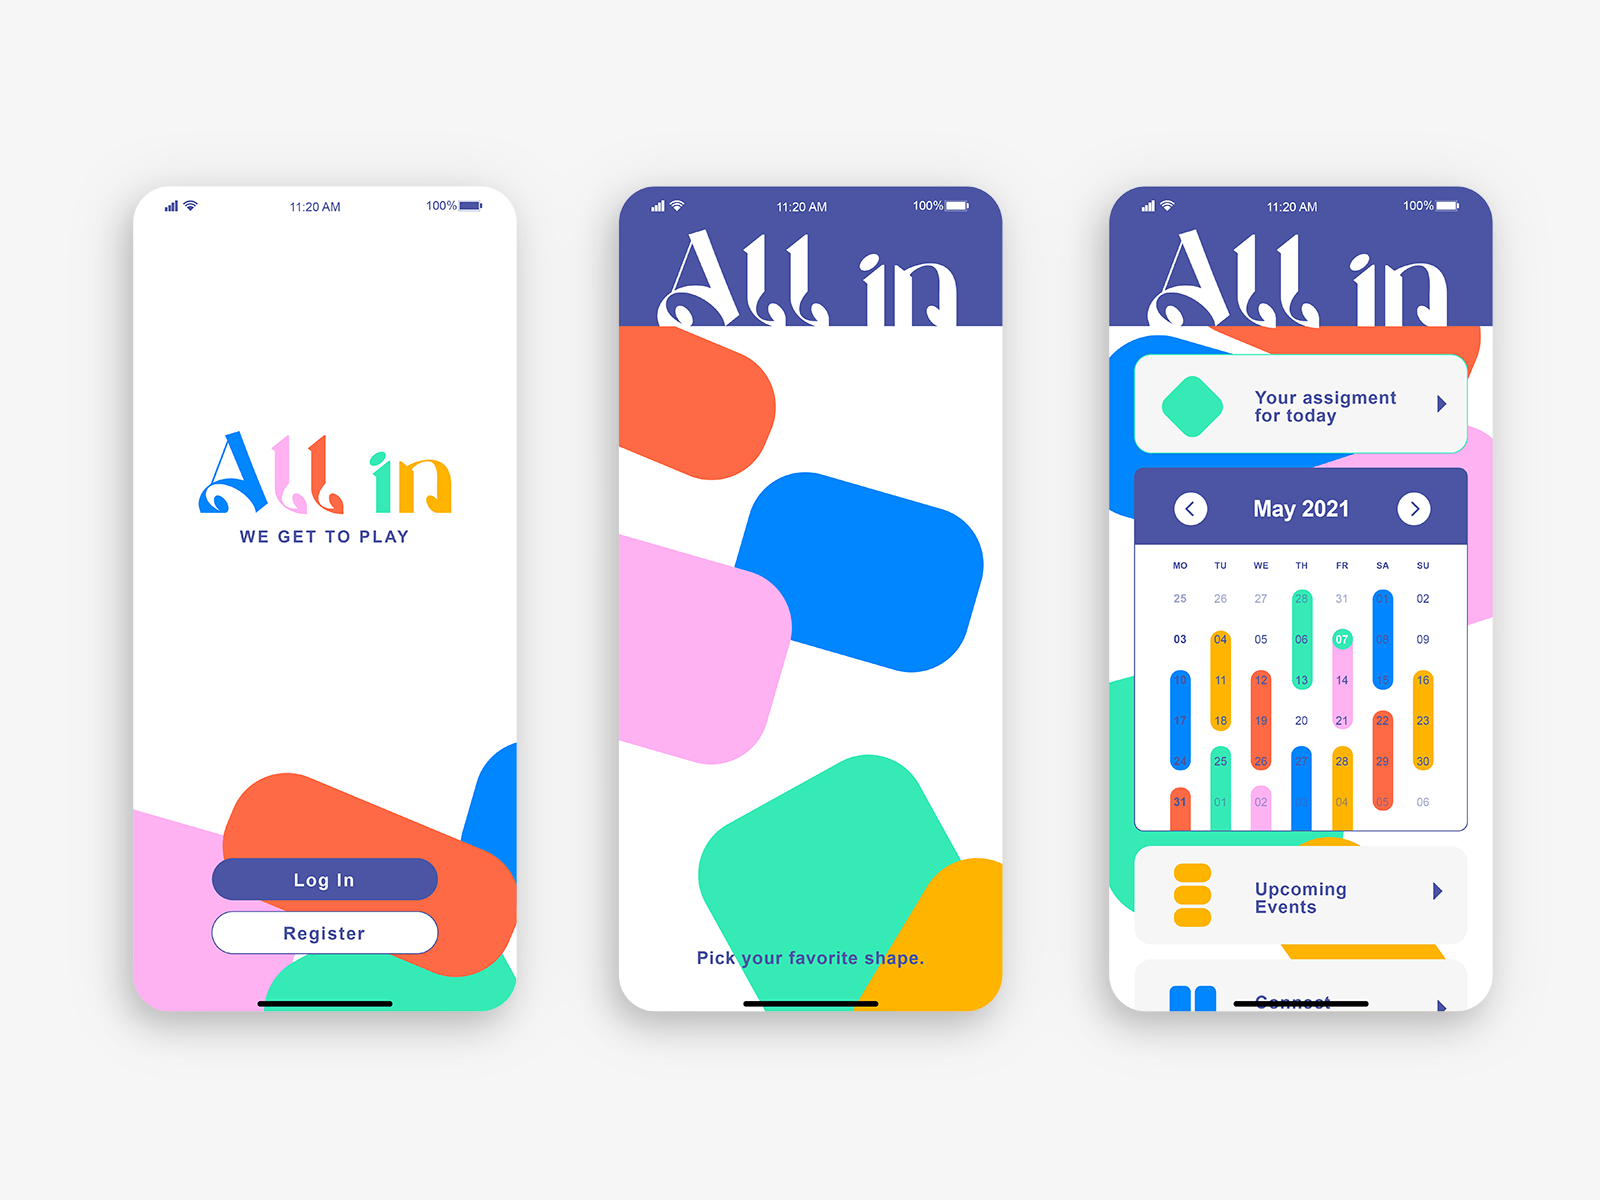 11:20 AM
100%
All in
WE GET TO PLAY
Log In
Register
11:20 AM
100%
All in
Pick your favorite shape.
11:20 AM
100%
All in
Your assigment
for today
May 2021
MO TU WE TH FR SA SU
25 26 27 28 31 01 02
03 04 05 06 07 08 09
10 11 12 13 14 15 16
17 18 19 20 21 22 23
24 25 26 27 28 29 30
31 01 02 03 04 05 06
Upcoming
Events
Connect